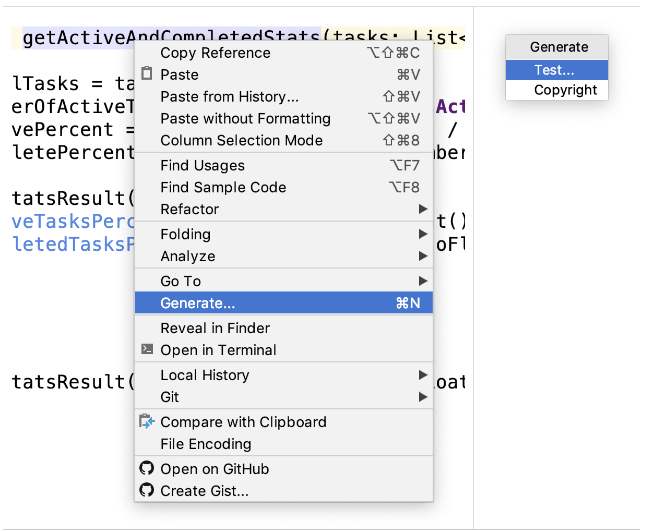 getActiveAndCompletedStats(tasks: List<
Copy Reference ⌥⇧⌘C
Paste ⌘V
Paste from History... ⇧⌘V
Paste without Formatting ⌥⇧⌘V
Column Selection Mode ⇧⌘8
Find Usages ⌥F7
Find Sample Code ⌥F8
Refactor
Folding
Analyze
Go To
Generate... ⌘N
Reveal in Finder
Open in Terminal
Local History
Git
Compare with Clipboard
File Encoding
Open on GitHub
Create Gist...
lTasks = ta
erOfActiveT Act
vePercent = /
letePercent mber
tatsResult(
veTasksPerc t()
letedTasksP oFl
tatsResult( loat
Generate
Test...
Copyright